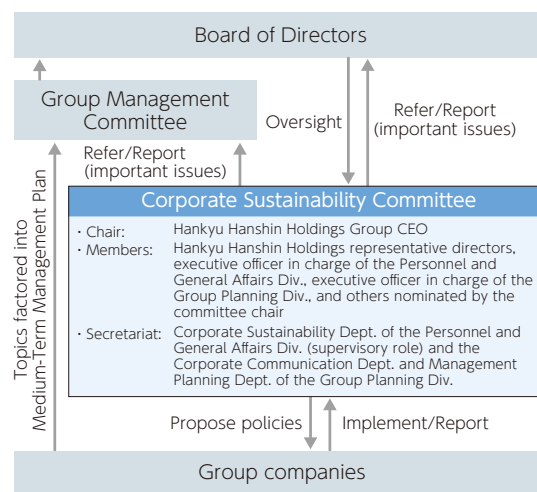 Board of Directors
Group Management
Committee
Oversight
Refer/Report
(important issues)
Refer/Report
(important issues)
Topics factored into
Medium-Term Management Plan
Corporate Sustainability Committee
・Chair: Hankyu Hanshin Holdings Group CEO
・Members: Hankyu Hanshin Holdings representative directors,
executive officer in charge of the Personnel and
General Affairs Div., executive officer in charge of the
Group Planning Div., and others nominated by the
committee chair
・Secretariat: Corporate Sustainability Dept. of the Personnel and
General Affairs Div. (supervisory role) and the
Corporate Communication Dept. and Management
Planning Dept. of the Group Planning Div.
Propose policies
Implement/Report
Group companies